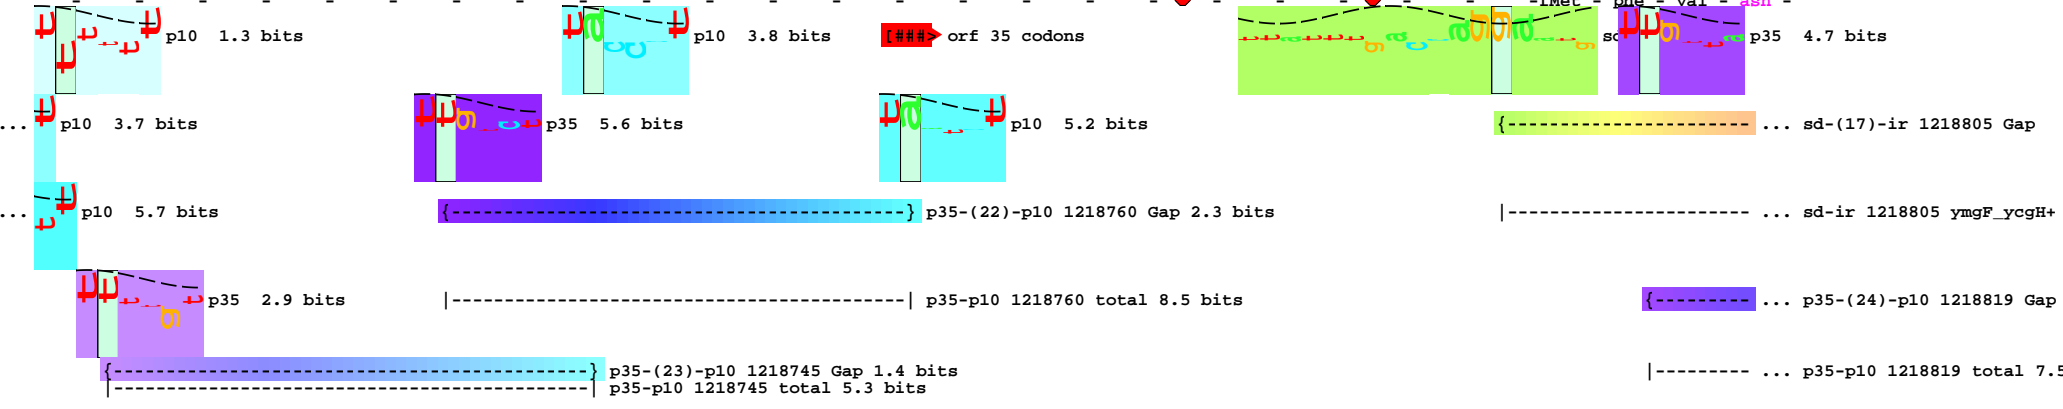 fMet - phe - val - asn -
p10 1.3 bits p10 3.8 bits [###> orf 35 codons p35 4.7 bits
... p10 3.7 bits p35 5.6 bits p10 5.2 bits {------------------- ... sd-(17)-ir 1218805 Gap
... p10 5.7 bits {----------------------------------} p35-(22)-p10 1218760 Gap 2.3 bits |------------------- ... sd-ir 1218805 ymgF_ycgH+
p35 2.9 bits |----------------------------------| p35-p10 1218760 total 8.5 bits {--------- ... p35-(24)-p10 1218819 Gap
{------------------------------------} p35-(23)-p10 1218745 Gap 1.4 bits |--------- ... p35-p10 1218819 total 7.5
|------------------------------------| p35-p10 1218745 total 5.3 bits